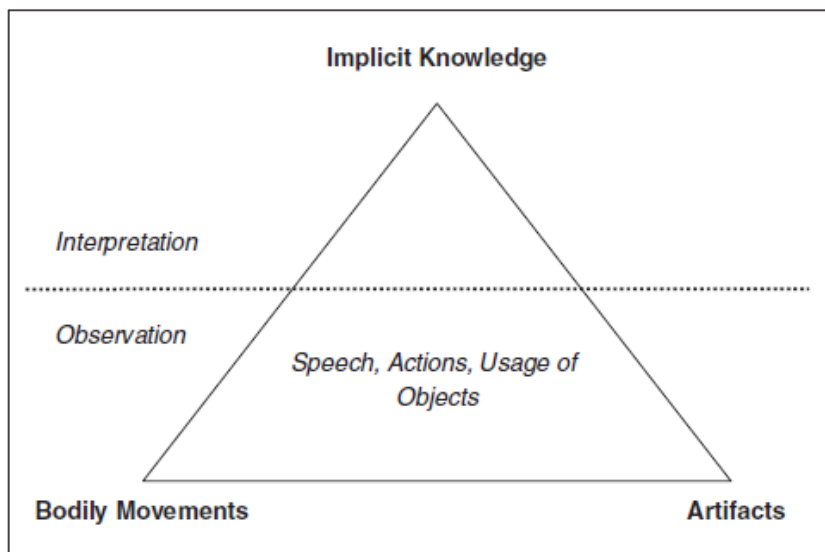 Implicit Knowledge
Interpretation
Observation
Speech, Actions, Usage of
Objects
Bodily Movements
Artifacts